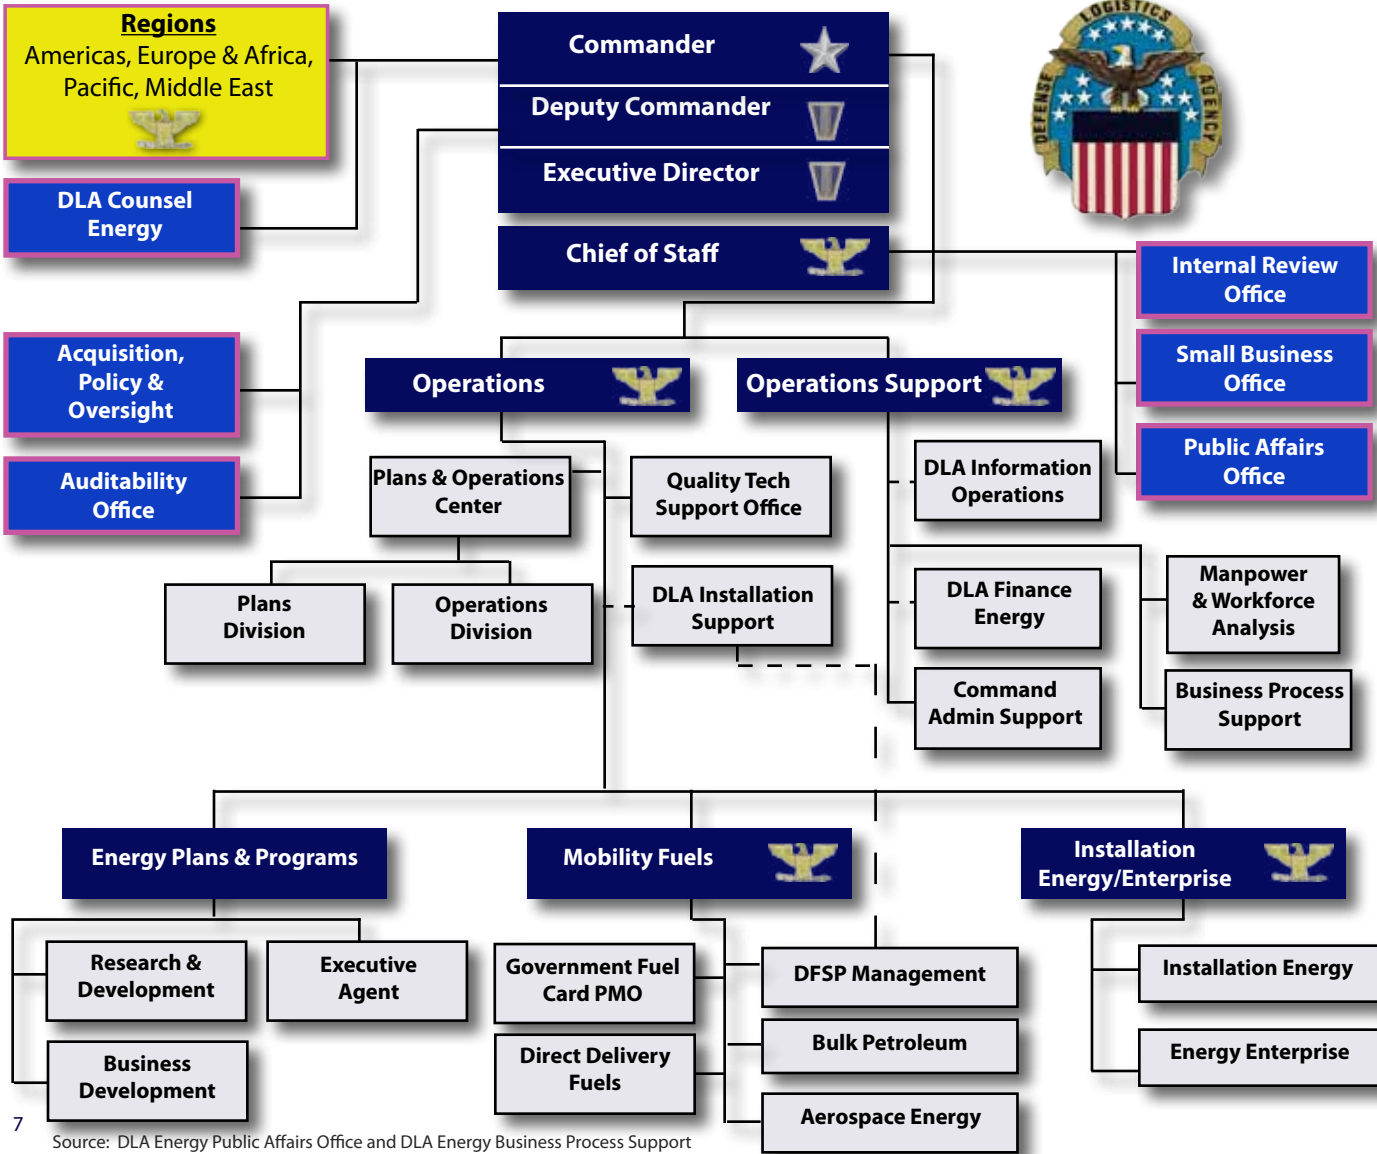 Regions
Americas, Europe & Africa,
Pacific, Middle East
Commander
Deputy Commander
Executive Director
Chief of Staff
DEFENSE
LOGISTICS
AGENCY
DLA Counsel
Energy
Internal Review
Office
Acquisition,
Policy &
Oversight
Small Business
Office
Operations
Operations Support
Auditability
Office
Public Affairs
Office
Plans & Operations
Center
Quality Tech
Support Office
DLA Information
Operations
Plans
Division
Operations
Division
DLA Installation
Support
DLA Finance
Energy
Manpower
& Workforce
Analysis
Command
Admin Support
Business Process
Support
Energy Plans & Programs
Mobility Fuels
Installation
Energy/Enterprise
Research &
Development
Executive
Agent
Government Fuel
Card PMO
DFSP Management
Installation Energy
Business
Development
Direct Delivery
Fuels
Bulk Petroleum
Energy Enterprise
Aerospace Energy
7
Source: DLA Energy Public Affairs Office and DLA Energy Business Process Support